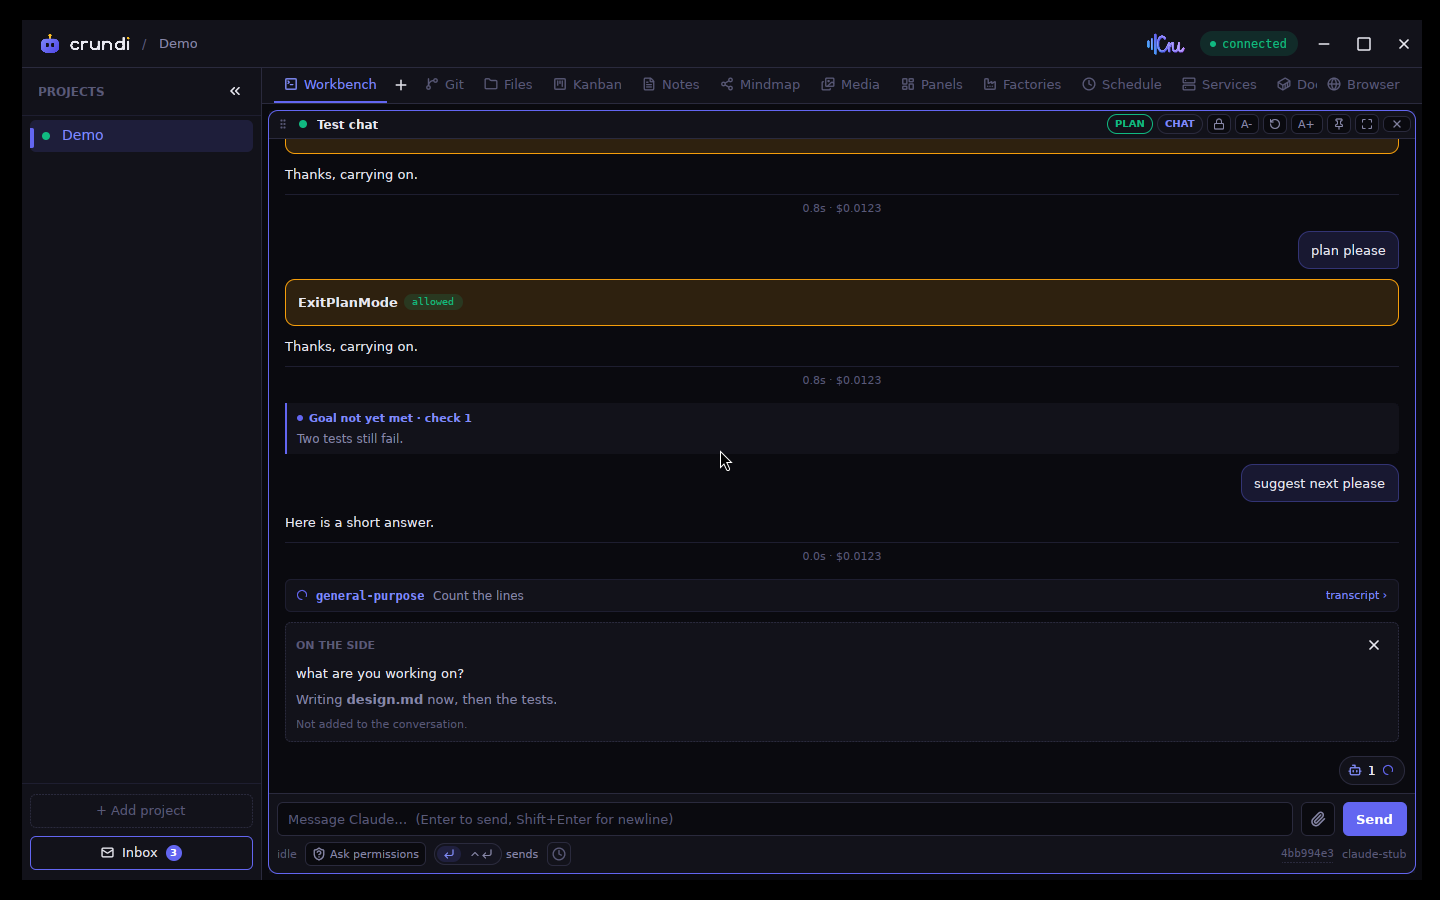 crundi / Demo
Cru
connected
PROJECTS
Workbench
Git
Files
Kanban
Notes
Mindmap
Media
Panels
Factories
Schedule
Services
Doc
Browser
Demo
Test chat
PLAN
CHAT
A-
A+
Thanks, carrying on.
0.8s · $0.0123
plan please
ExitPlanMode allowed
Thanks, carrying on.
0.8s · $0.0123
Goal not yet met · check 1
Two tests still fail.
suggest next please
Here is a short answer.
0.0s · $0.0123
general-purpose Count the lines
transcript ›
ON THE SIDE
what are you working on?
Writing design.md now, then the tests.
Not added to the conversation.
1
+ Add project
Inbox 3
Message Claude... (Enter to send, Shift+Enter for newline)
Send
idle
Ask permissions
sends
4bb994e3
claude-stub